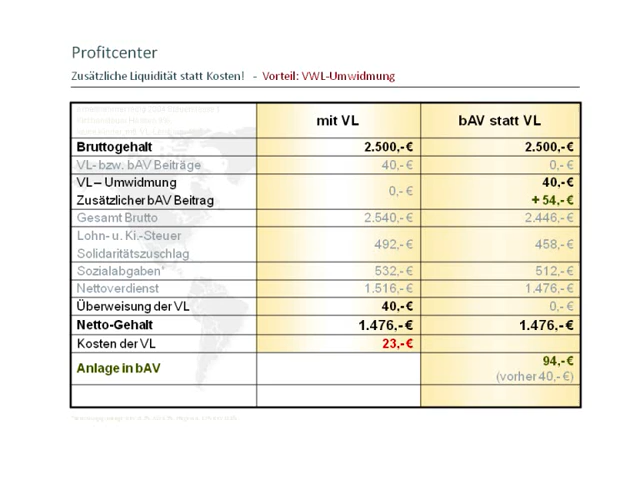 Profitcenter
Zusätzliche Liquidität statt Kosten! - Vorteil: VWL-Umwidmung
mit VL bAV statt VL
Bruttogehalt 2.500,-€ 2.500,-€
VL- bzw. bAV Beiträge 40,-€ 0,-€
VL – Umwidmung 40,-€
Zusätzlicher bAV Beitrag 0,-€ + 54,-€
Gesamt Brutto 2.540,-€ 2.446,-€
Lohn- u. Ki.-Steuer
Solidaritätszuschlag 492,-€ 458,-€
Sozialabgaben* 532,-€ 512,-€
Nettoverdienst 1.516,-€ 1.476,-€
Überweisung der VL 40,-€ 0,-€
Netto-Gehalt 1.476,-€ 1.476,-€
Kosten der VL 23,-€
Anlage in bAV 94,-€
(vorher 40,-€)